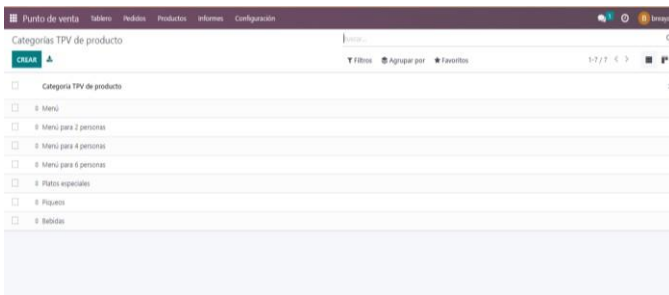 Punto de venta Tablero Pedidos Productos Informes Configuración 1 B
Categorías TPV de producto
CREAR
Filtros Agrupar por Favoritos 1-7 / 7
Categoría TPV de producto
Menú
Menú para 2 personas
Menú para 4 personas
Menú para 6 personas
Platos especiales
Piqueos
Bebidas